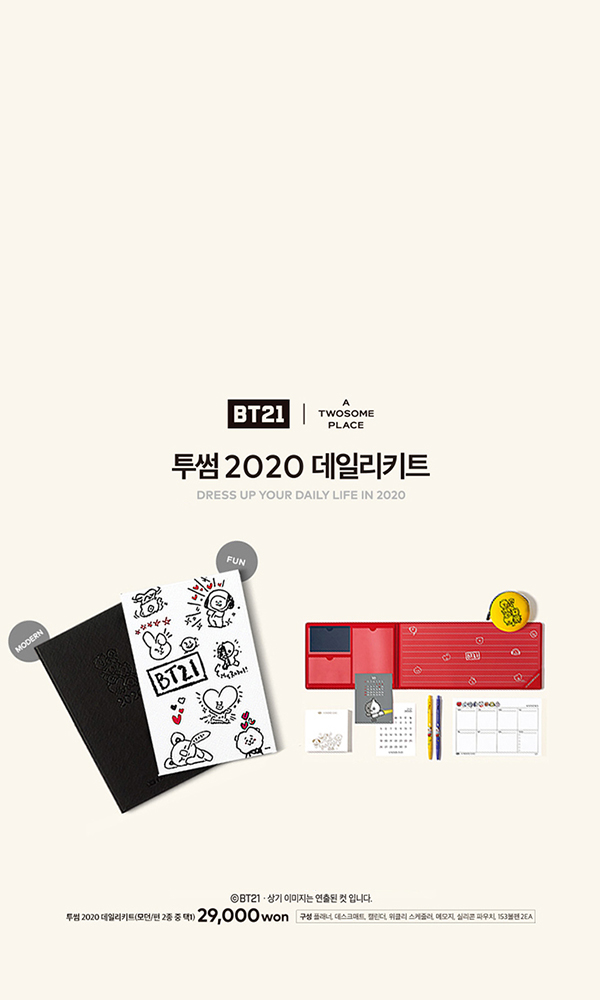 BT21
A
TWOSOME
PLACE
투썸 2020 데일리키트
DRESS UP YOUR DAILY LIFE IN 2020
FUN
MODERN
BT21
ⓒBT21 · 상기 이미지는 연출된 컷 입니다.
투썸 2020 데일리키트(모던/펀 2종 중 택1) 29,000won
구성 플래너, 데스크매트, 캘린더, 위클리 스케줄러, 메모지, 실리콘 파우치, 153볼펜 2EA